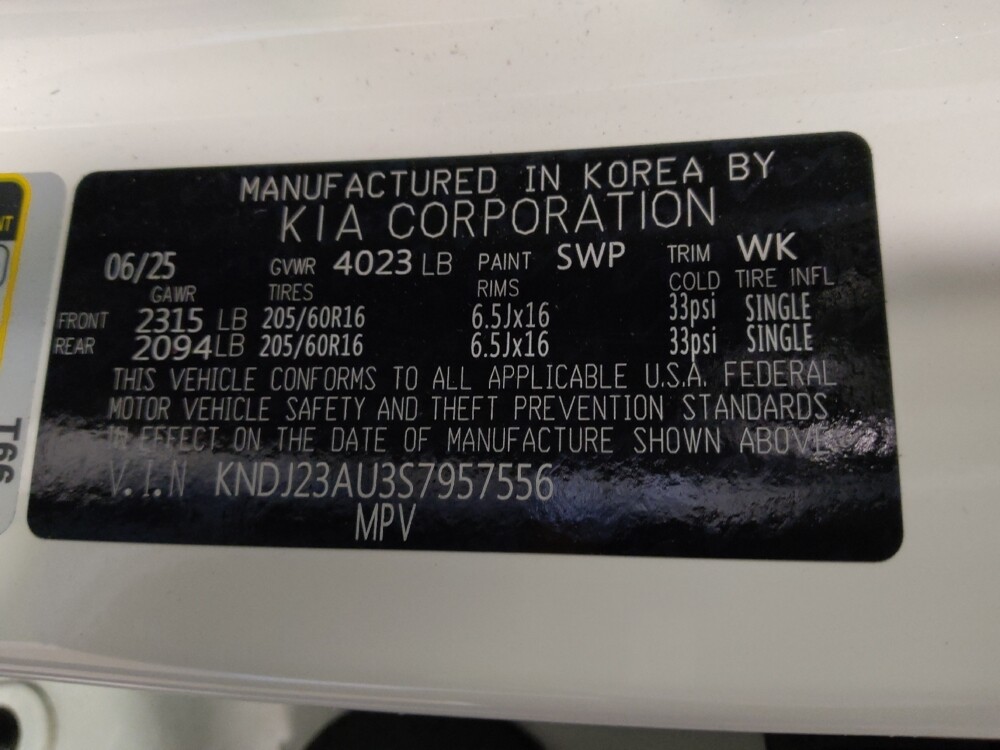 MANUFACTURED IN KOREA BY
KIA CORPORATION
06/25 GVWR 4023 LB PAINT SWP TRIM WK
GAWR TIRES RIMS COLD TIRE INFL
FRONT 2315 LB 205/60R16 6.5Jx16 33psi SINGLE
REAR 2094LB 205/60R16 6.5Jx16 33psi SINGLE
THIS VEHICLE CONFORMS TO ALL APPLICABLE U.S.A. FEDERAL
MOTOR VEHICLE SAFETY AND THEFT PREVENTION STANDARDS
IN EFFECT ON THE DATE OF MANUFACTURE SHOWN ABOVE
V.I.N KNDJ23AU3S7957556
MPV